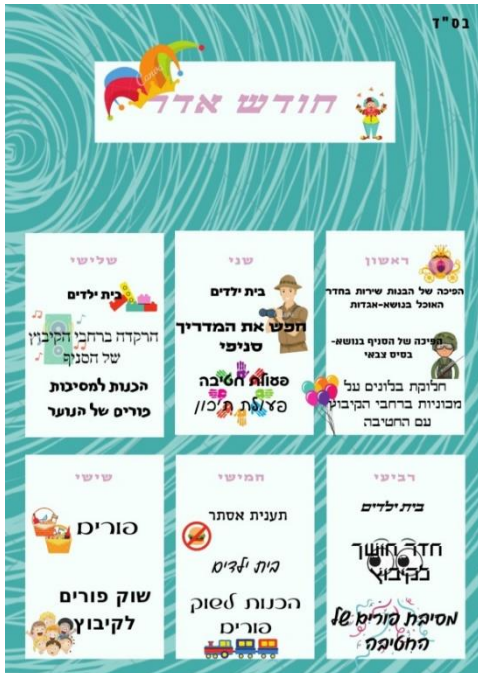 בס"ד
חודש אדר
ראשון
הפיכה של הבנות שירות בחדר
האוכל בנושא-אגדות
הפיכה של הסניף בנושא-
בסיס צבאי
חלוקת בלונים על
מכוניות ברחבי הקיבוץ
עם החטיבה
שני
בית ילדים
חפש את המדריך
סניפי
פעולת חטיבה
פעולת תיכון
שלישי
בית ילדים
הרקדה ברחבי הקיבוץ
של הסניף
הכנות למסיבות
פורים של הנוער
רביעי
בית ילדים
חדר חושך
בקיבוץ
מסיבת פורים של
החטיבה
חמישי
תענית אסתר
בית ילדים
הכנות לשוק
פורים
שישי
פורים
שוק פורים
לקיבוץ